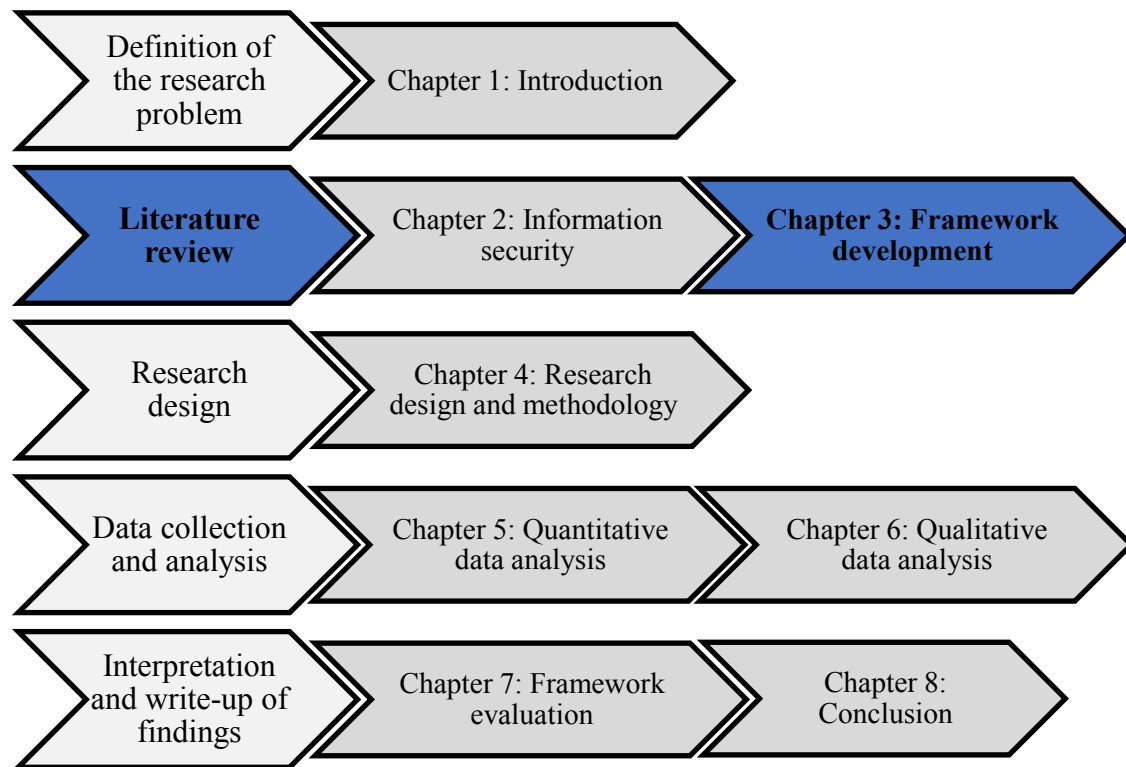 Definition of
the research
problem
Chapter 1: Introduction
Literature
review
Chapter 2: Information
security
Chapter 3: Framework
development
Research
design
Chapter 4: Research
design and methodology
Data collection
and analysis
Chapter 5: Quantitative
data analysis
Chapter 6: Qualitative
data analysis
Interpretation
and write-up of
findings
Chapter 7: Framework
evaluation
Chapter 8:
Conclusion